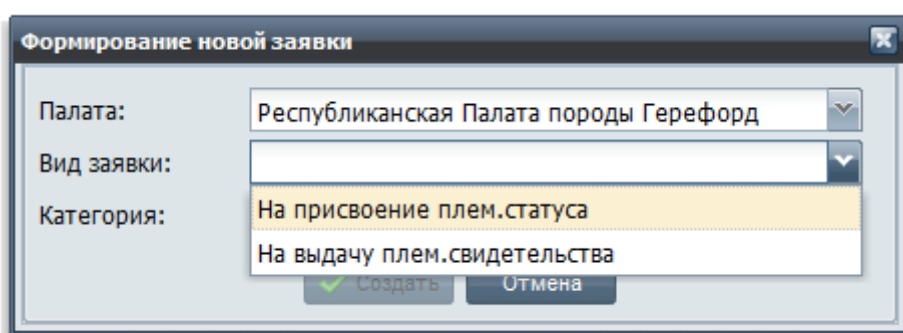 Формирование новой заявки
Палата:
Республиканская Палата породы Герефорд
Вид заявки:
Категория:
На присвоение плем.статуса
На выдачу плем.свидетельства
Создать
Отмена